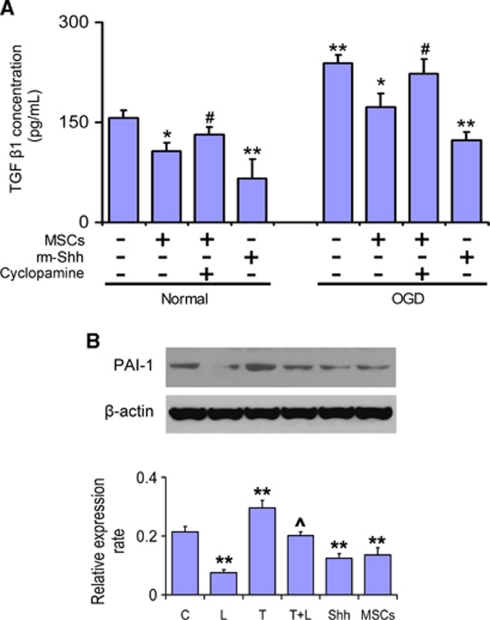 A
TGF β1 concentration
(pg/mL)
300
150
0
** * # ** 
* # **
MSCs - + + - - + + -
rm-Shh - - - + - - - +
Cyclopamine - - + - - - + -
Normal OGD
B
PAI-1
β-actin
Relative expression
rate
0.4
0.2
0
** ** ^ ** **
C L T T+L Shh MSCs